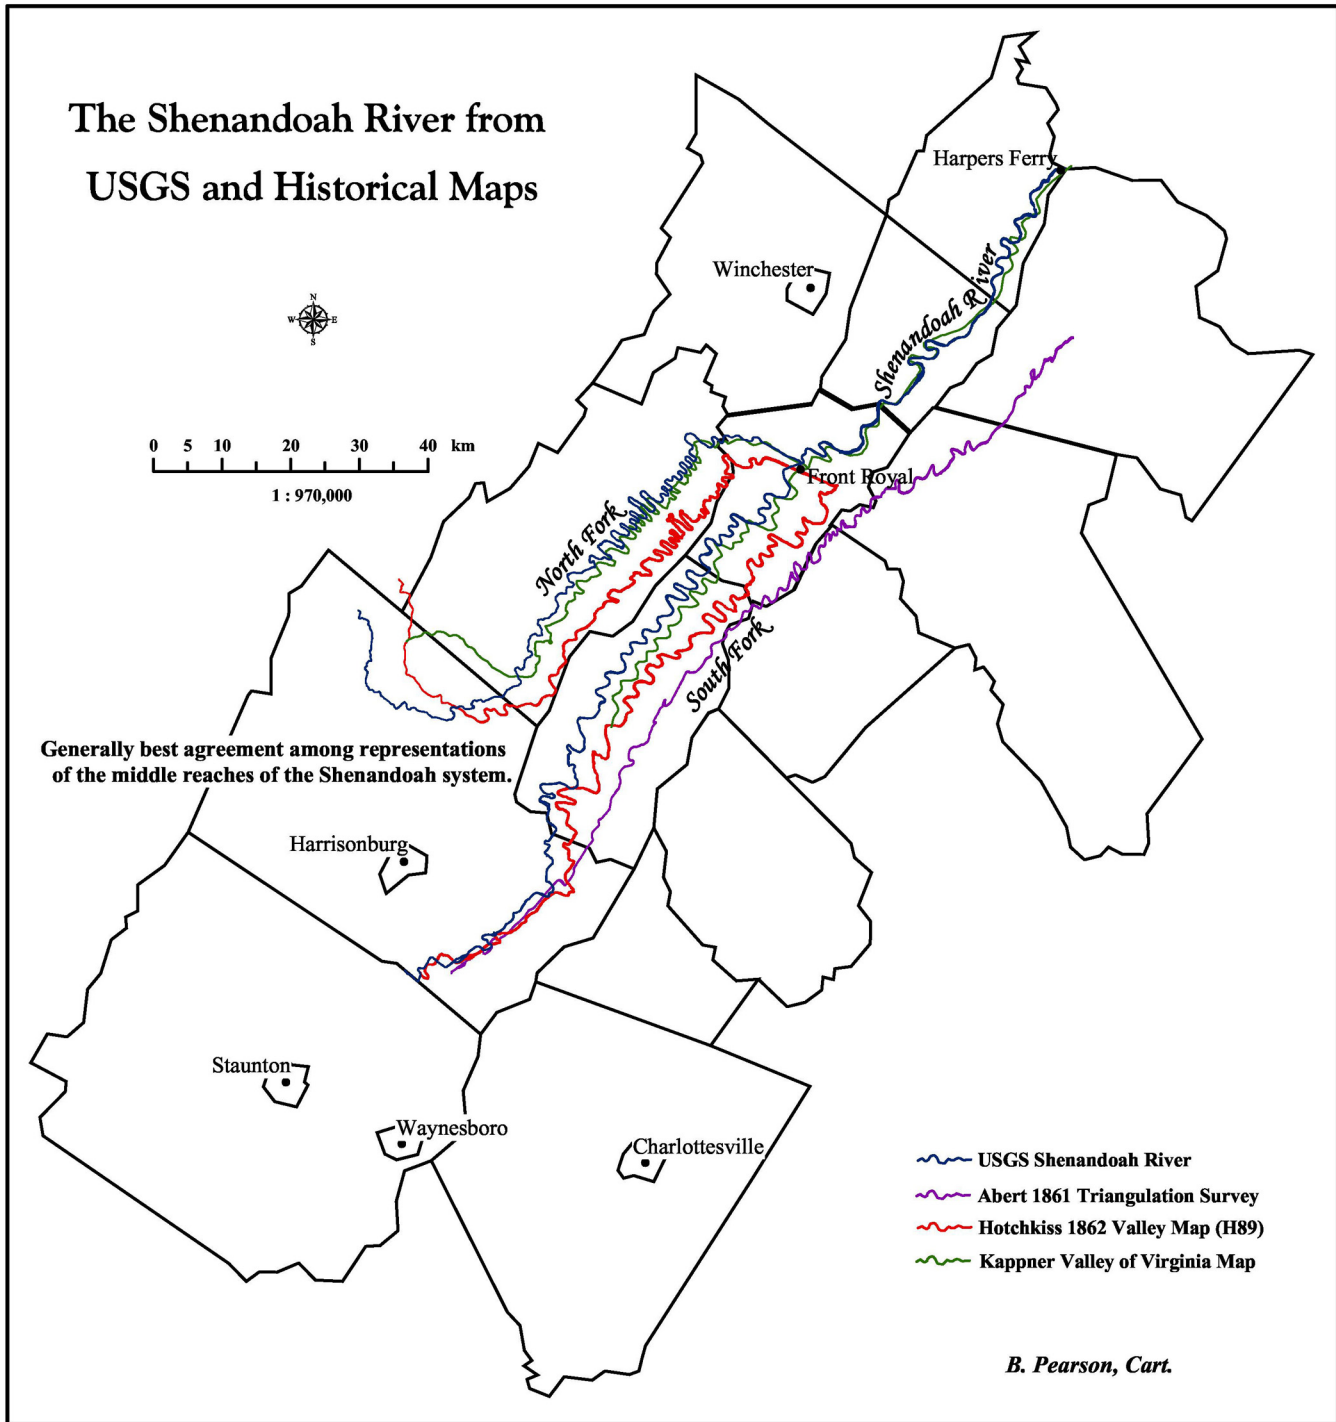 The Shenandoah River from
USGS and Historical Maps
Harpers Ferry
Winchester
Shenandoah River
N
W E
S
0 5 10 20 30 40 km
1 : 970,000
Front Royal
North Fork
South Fork
Generally best agreement among representations
of the middle reaches of the Shenandoah system.
Harrisonburg
Staunton
Waynesboro
Charlottesville
USGS Shenandoah River
Abert 1861 Triangulation Survey
Hotchkiss 1862 Valley Map (H89)
Kappner Valley of Virginia Map
B. Pearson, Cart.